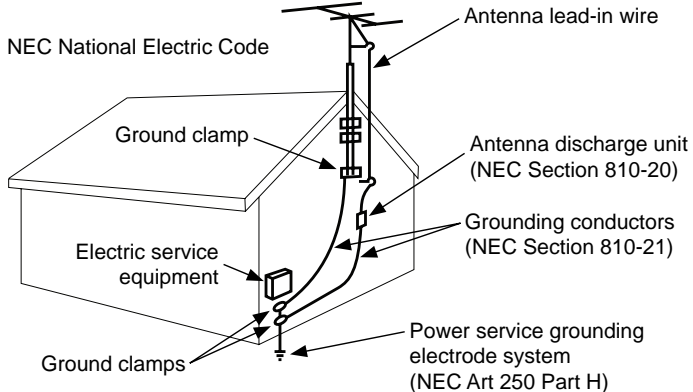 Antenna lead-in wire
NEC National Electric Code
Ground clamp
Antenna discharge unit
(NEC Section 810-20)
Grounding conductors
(NEC Section 810-21)
Electric service
equipment
Power service grounding
electrode system
(NEC Art 250 Part H)
Ground clamps